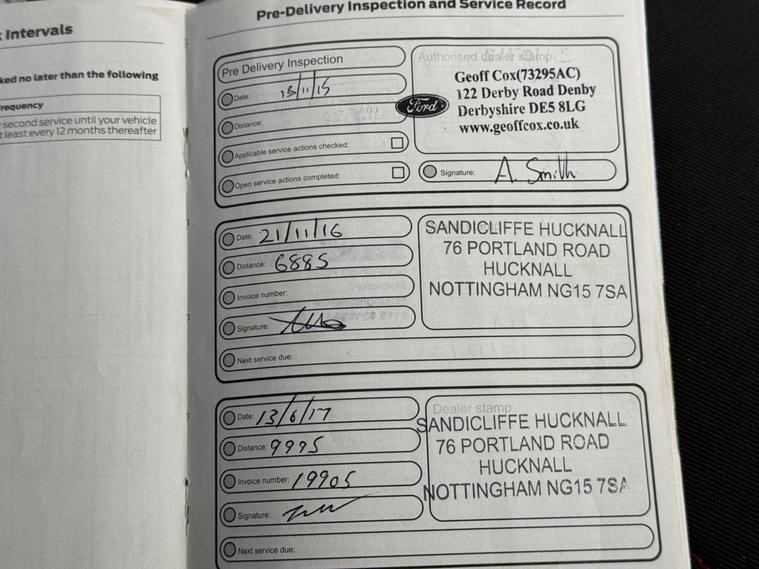 Intervals
ked no later than the following
requency
second service until your vehicle
t least every 12 months thereafter
Pre-Delivery Inspection and Service Record
Pre Delivery Inspection
Date: 13/11/15
Distance:
Applicable service actions checked:
Open service actions completed:
Authorised dealer stamp
Ford
Geoff Cox(73295AC)
122 Derby Road Denby
Derbyshire DE5 8LG
www.geoffcox.co.uk
Signature: A. Smith
Date: 21/11/16
Distance: 6885
Invoice number:
Signature:
Next service due:
SANDICLIFFE HUCKNALL
76 PORTLAND ROAD
HUCKNALL
NOTTINGHAM NG15 7SA
Date: 13/6/17
Distance: 9995
Invoice number: 19905
Signature:
Next service due:
Dealer stamp
SANDICLIFFE HUCKNALL
76 PORTLAND ROAD
HUCKNALL
NOTTINGHAM NG15 7SA